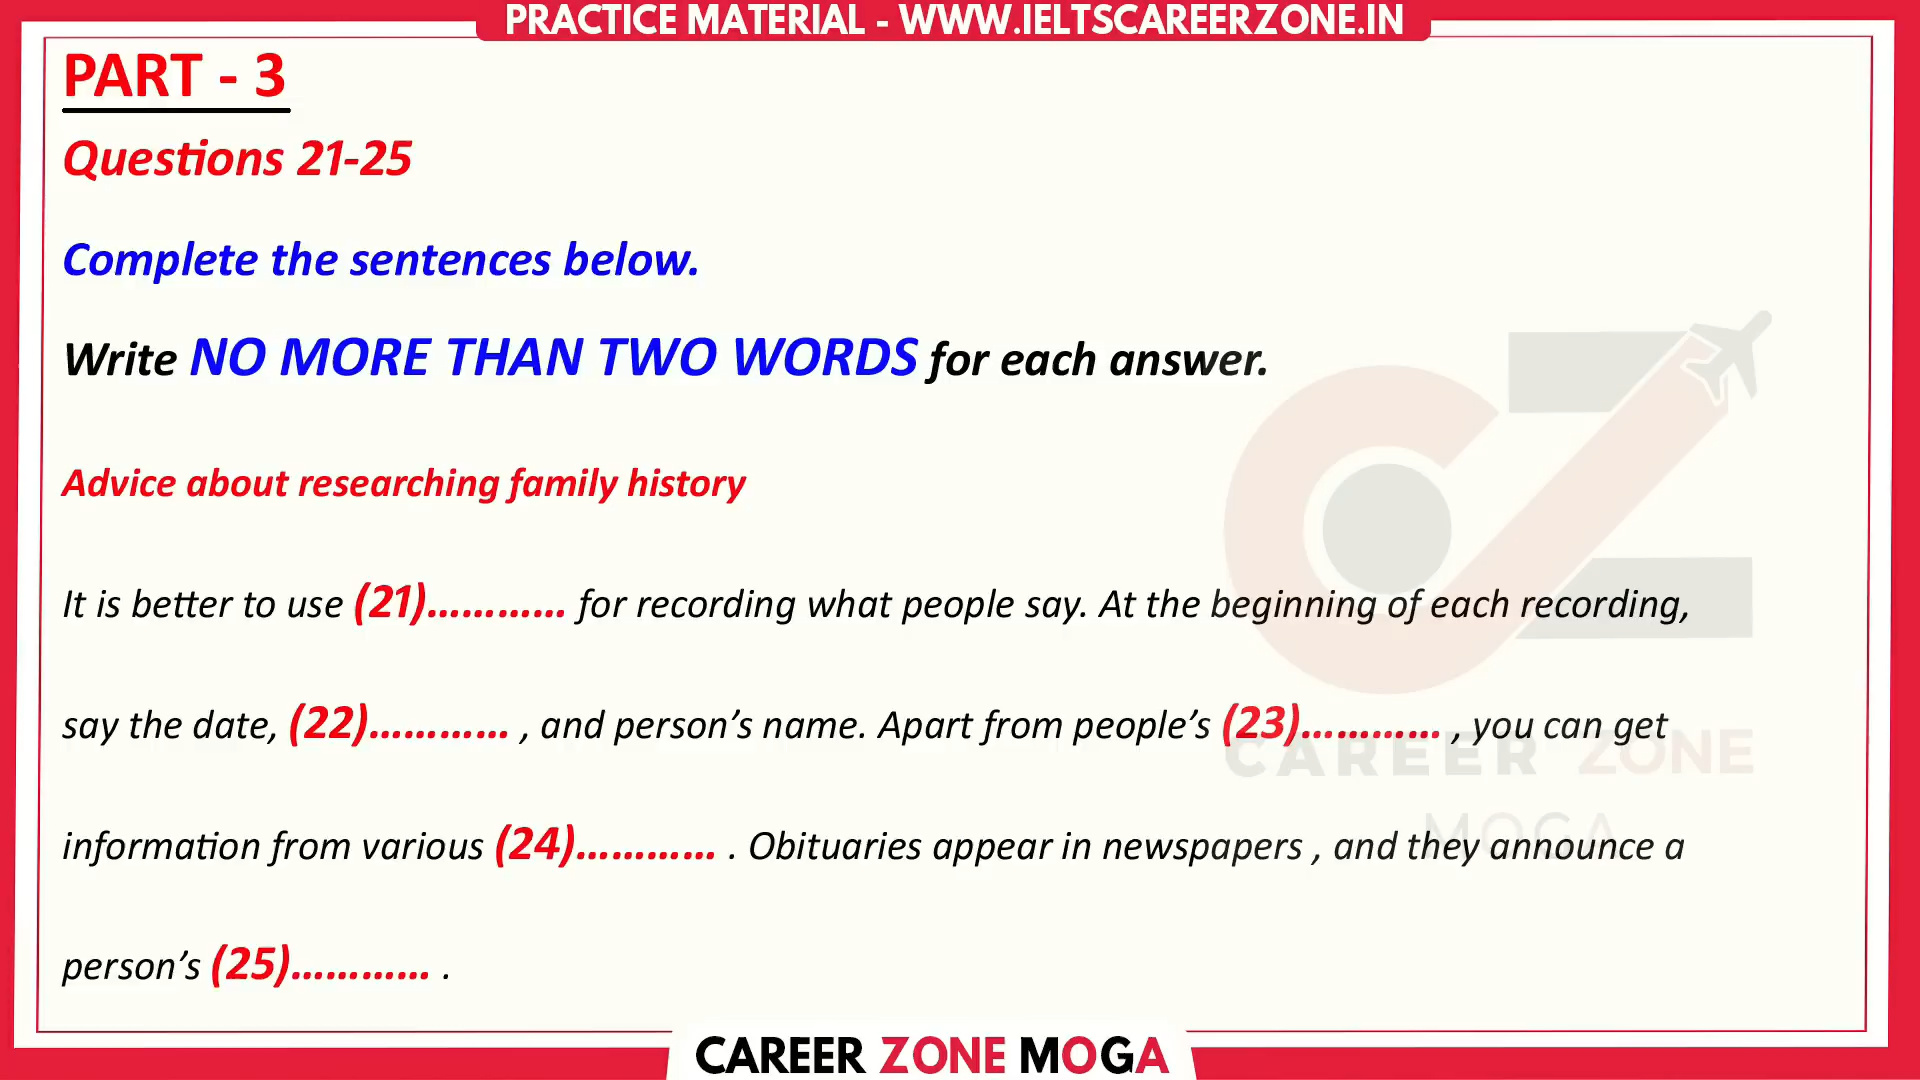 PRACTICE MATERIAL - WWW.IELTSCAREERZONE.IN
PART - 3
Questions 21-25
Complete the sentences below.
Write NO MORE THAN TWO WORDS for each answer.
Advice about researching family history
It is better to use (21)………… for recording what people say. At the beginning of each recording,
say the date, (22)………… , and person’s name. Apart from people’s (23)………… , you can get
CAREER ZONE
MOGA
information from various (24)………… . Obituaries appear in newspapers , and they announce a
person’s (25)………… .
CAREER ZONE MOGA